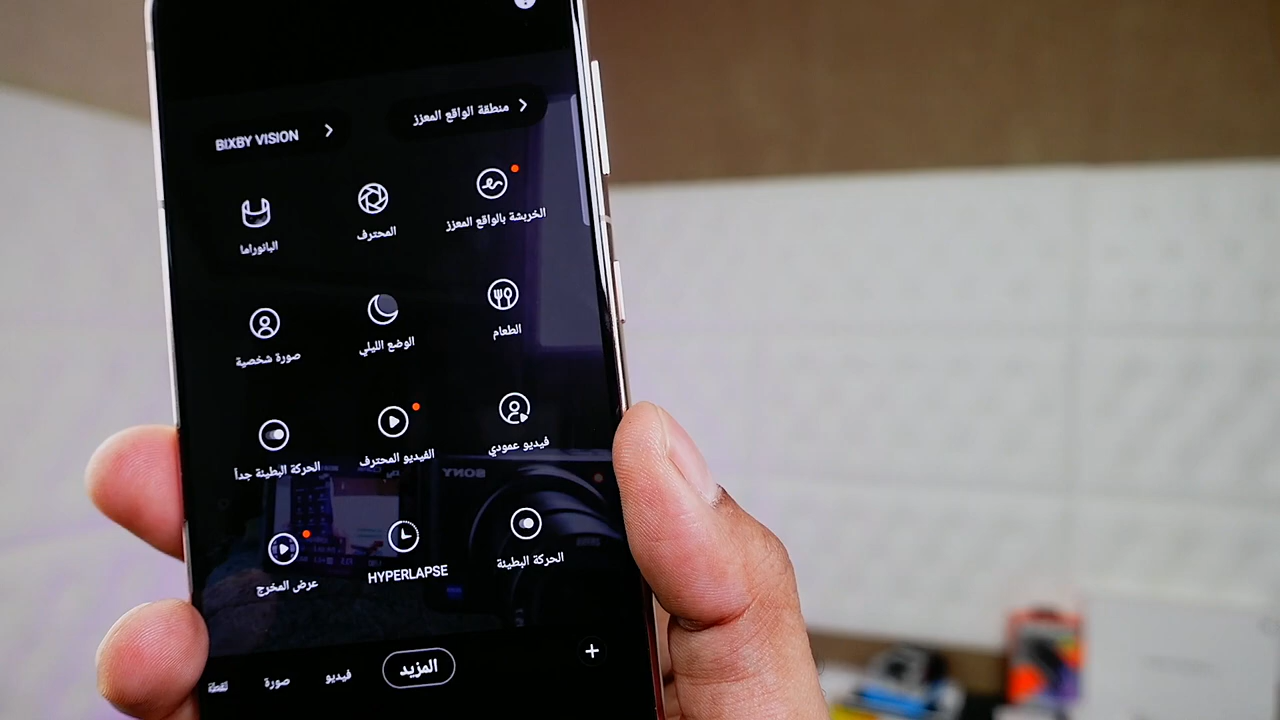 منطقة الواقع المعزز
BIXBY VISION
الخربشة بالواقع المعزز
المحترف
البانوراما
الطعام
الوضع الليلي
صورة شخصية
فيديو عمودي
الفيديو المحترف
الحركة البطيئة جداً
SONY
الحركة البطيئة
HYPERLAPSE
عرض المخرج
المزيد
فيديو
صورة
لقطة